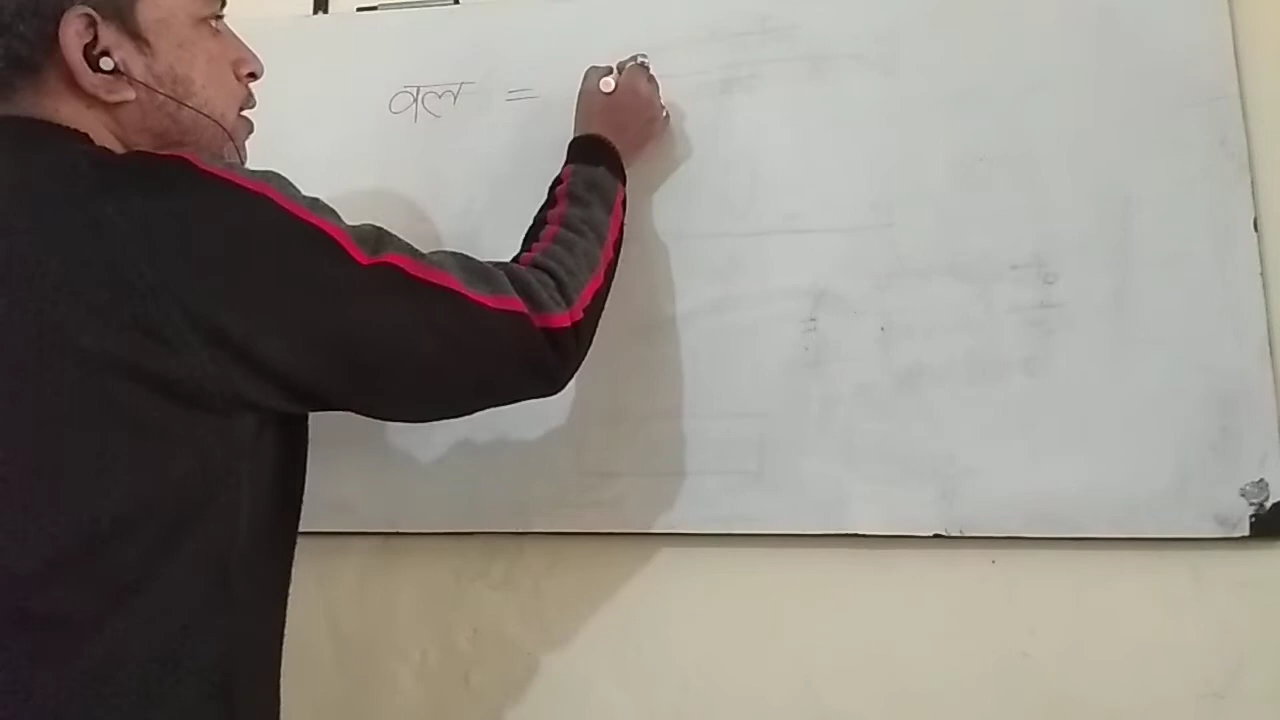 बल =